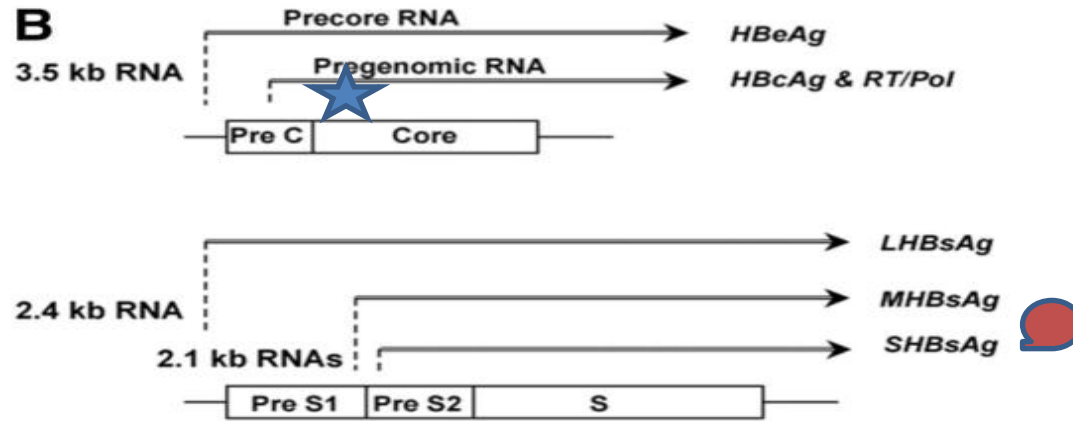 B
Precore RNA
HBeAg
3.5 kb RNA
Pregenomic RNA
HBcAg & RT/Pol
Pre C
Core
LHBsAg
2.4 kb RNA
MHBsAg
2.1 kb RNAs
SHBsAg
Pre S1
Pre S2
S